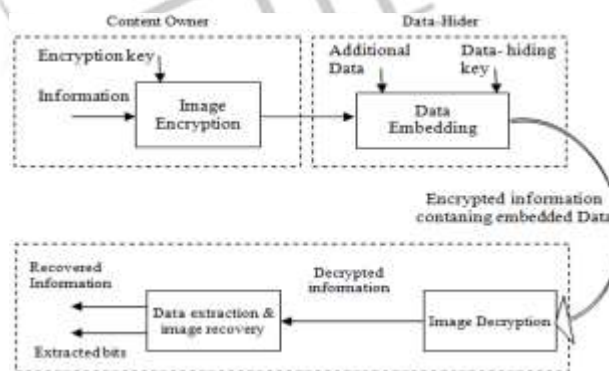 Content Owner
Data-Hider
Encryption key
Information
Image
Encryption
Additional
Data
Data- hiding
key
Data
Embedding
Encrypted information
contaning embedded Data
Recovered
Information
Extracted bits
Data extraction &
image recovery
Decrypted
information
Image Decryption